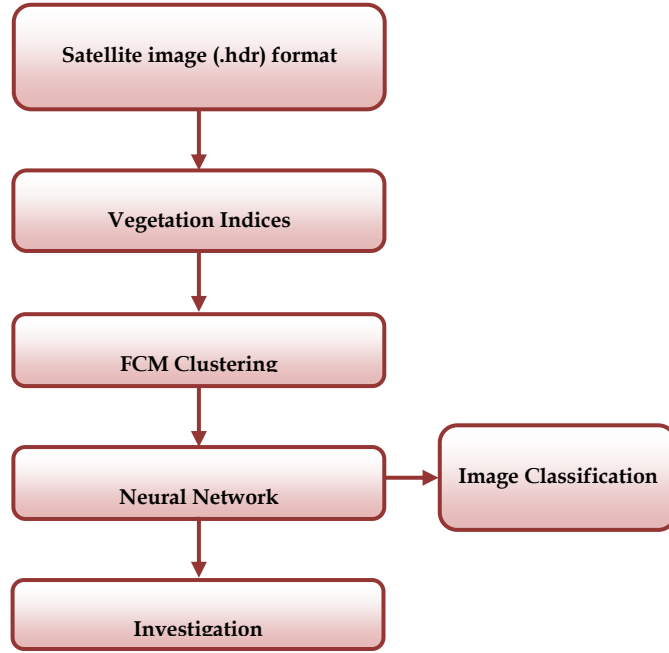 Satellite image (.hdr) format
Vegetation Indices
FCM Clustering
Neural Network
Image Classification
Investigation